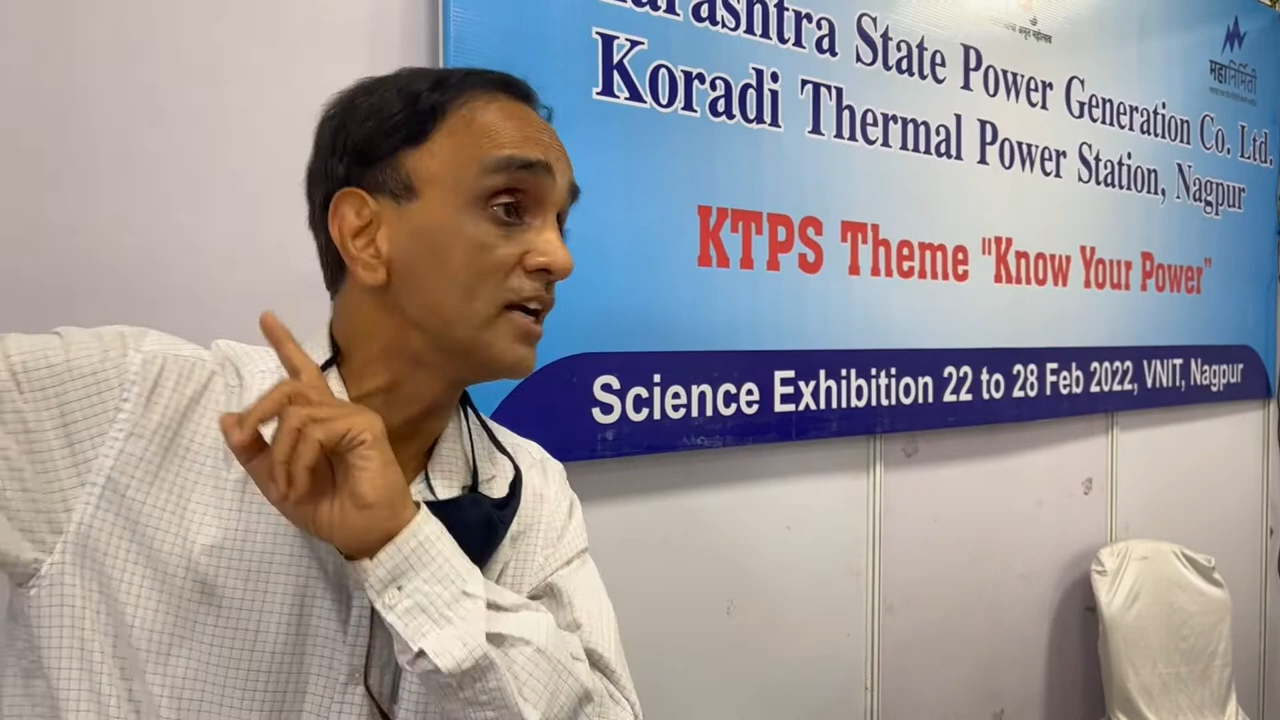 arashtra State Power Generation Co. Ltd.
Koradi Thermal Power Station, Nagpur
महानिर्मिती
KTPS Theme "Know Your Power"
Science Exhibition 22 to 28 Feb 2022, VNIT, Nagpur